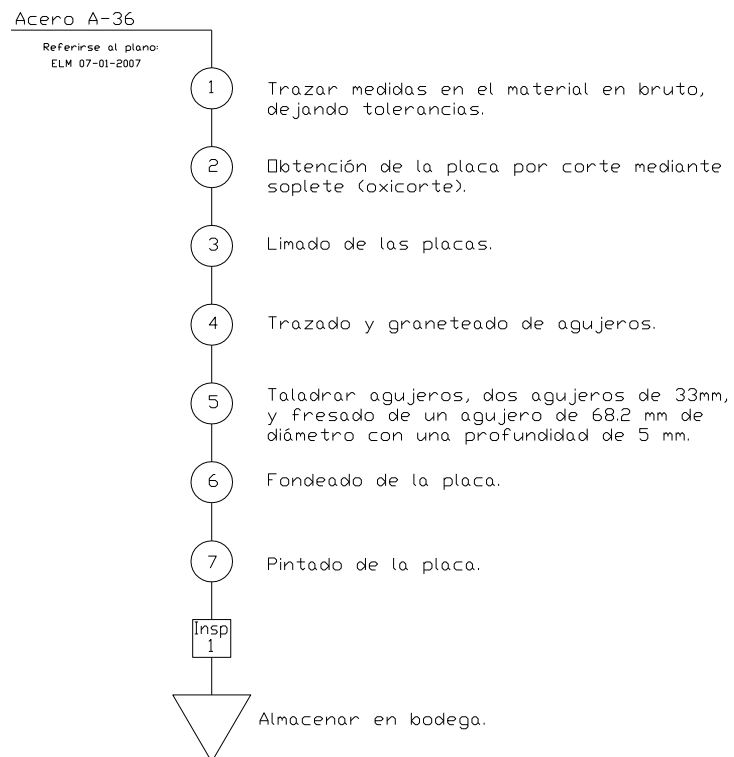 Acero A-36
Referirse al plano:
ELM 07-01-2007
1
Trazar medidas en el material en bruto,
dejando tolerancias.
2
Obtención de la placa por corte mediante
soplete (oxicorte).
3
Limado de las placas.
4
Trazado y graneteado de agujeros.
5
Taladrar agujeros, dos agujeros de 33mm,
y fresado de un agujero de 68.2 mm de
diámetro con una profundidad de 5 mm.
6
Fondeado de la placa.
7
Pintado de la placa.
Insp
1
Almacenar en bodega.